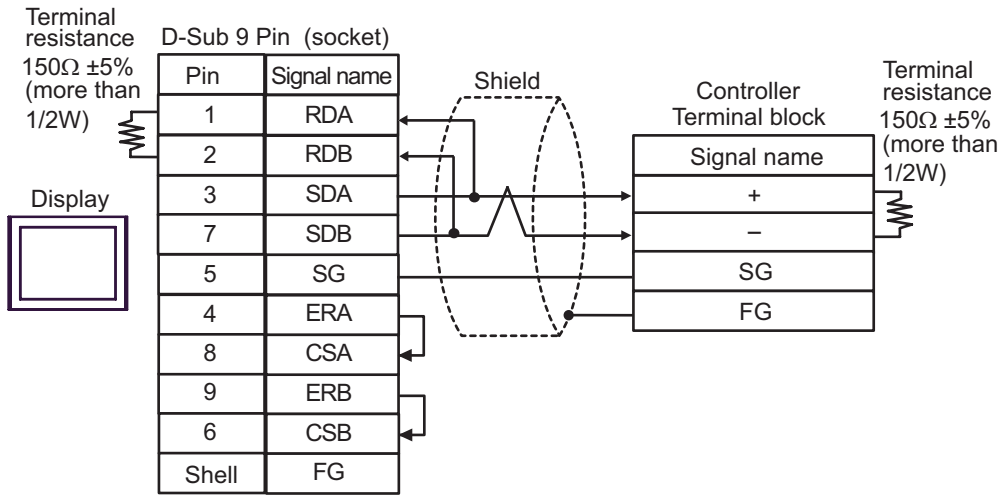 Terminal
resistance
150Ω ±5%
(more than
1/2W)
D-Sub 9 Pin (socket)
Pin Signal name
1 RDA
2 RDB
3 SDA
7 SDB
5 SG
4 ERA
8 CSA
9 ERB
6 CSB
Shell FG
Display
Shield
Controller
Terminal block
Signal name
+
–
SG
FG
Terminal
resistance
150Ω ±5%
(more than
1/2W)